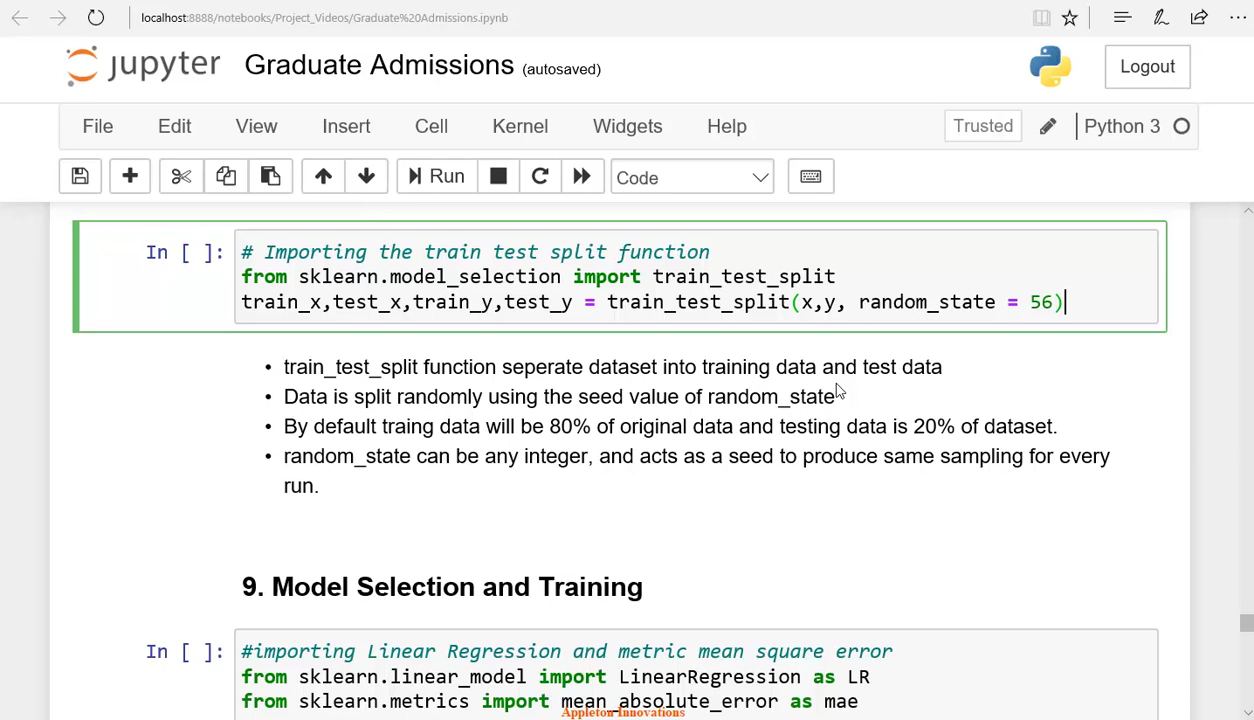 localhost:8888/notebooks/Project_Videos/Graduate%20Admissions.ipynb
jupyter Graduate Admissions (autosaved)
Logout
File Edit View Insert Cell Kernel Widgets Help Trusted Python 3
Run Code
In [ ]: # Importing the train test split function
from sklearn.model_selection import train_test_split
train_x,test_x,train_y,test_y = train_test_split(x,y, random_state = 56)
• train_test_split function seperate dataset into training data and test data
• Data is split randomly using the seed value of random_state
• By default traing data will be 80% of original data and testing data is 20% of dataset.
• random_state can be any integer, and acts as a seed to produce same sampling for every
run.
9. Model Selection and Training
In [ ]: #importing Linear Regression and metric mean square error
from sklearn.linear_model import LinearRegression as LR
from sklearn.metrics import mean_absolute_error as mae
Appleton Innovations